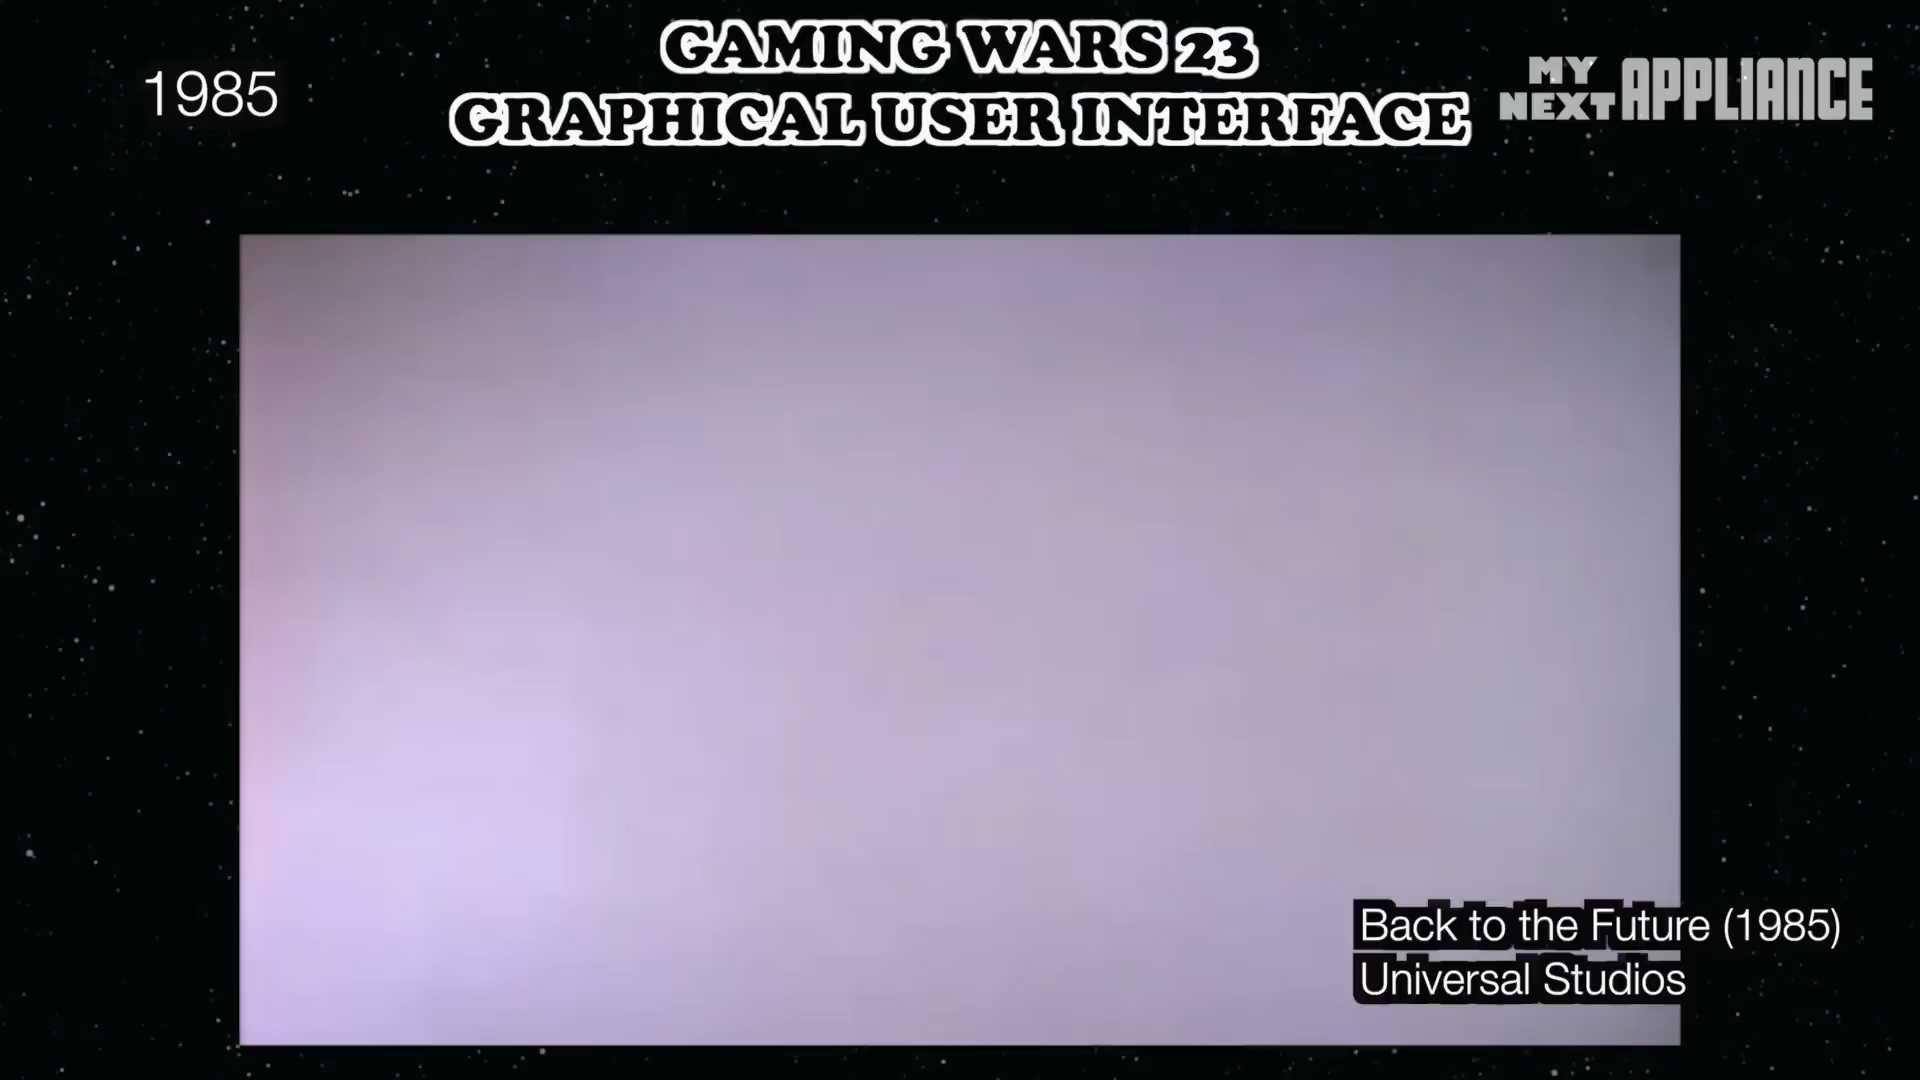 1985
GAMING WARS 23
GRAPHICAL USER INTERFACE
MY
NEXT APPLIANCE
Back to the Future (1985)
Universal Studios